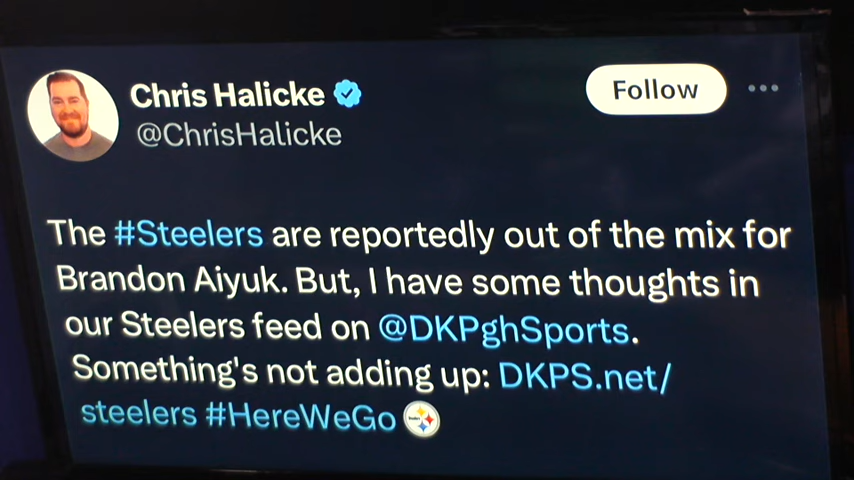 Chris Halicke
@ChrisHalicke
Follow
The #Steelers are reportedly out of the mix for
Brandon Aiyuk. But, I have some thoughts in
our Steelers feed on @DKPghSports.
Something's not adding up: DKPS.net/
steelers #HereWeGo